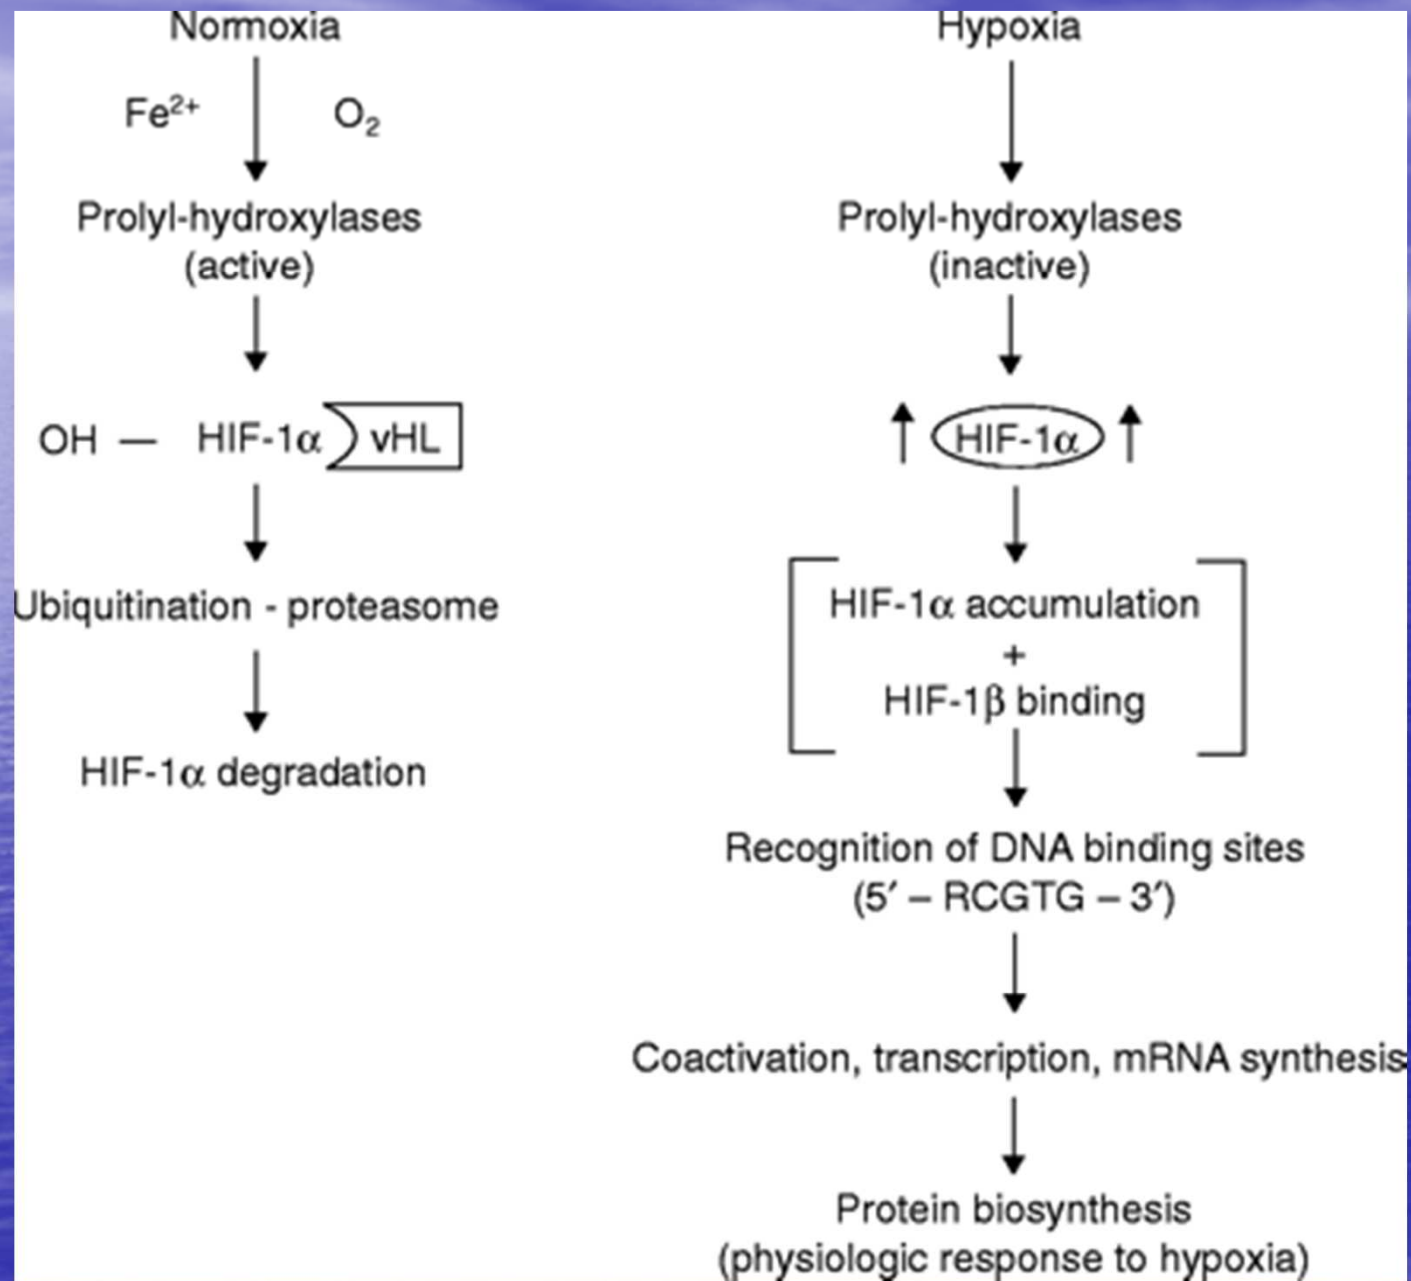 Normoxia
Fe²⁺ O₂
Prolyl-hydroxylases
(active)
OH — HIF-1α vHL
Ubiquitination - proteasome
HIF-1α degradation
Hypoxia
Prolyl-hydroxylases
(inactive)
HIF-1α
HIF-1α accumulation
+
HIF-1β binding
Recognition of DNA binding sites
(5′ – RCGTG – 3′)
Coactivation, transcription, mRNA synthesis
Protein biosynthesis
(physiologic response to hypoxia)